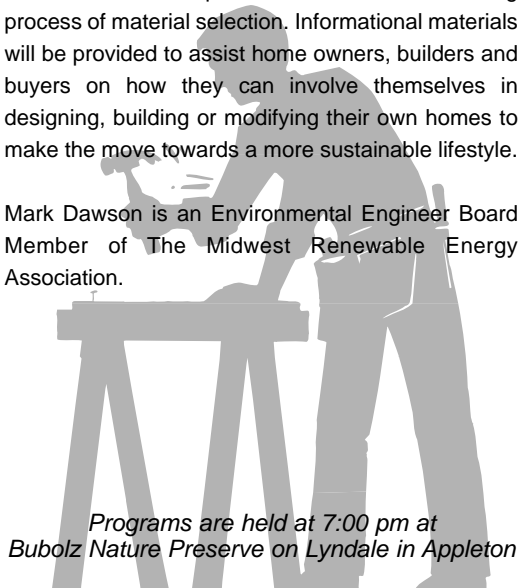 process of material selection. Informational materials
will be provided to assist home owners, builders and
buyers on how they can involve themselves in
designing, building or modifying their own homes to
make the move towards a more sustainable lifestyle.
Mark Dawson is an Environmental Engineer Board
Member of The Midwest Renewable Energy
Association.
Programs are held at 7:00 pm at
Bubolz Nature Preserve on Lyndale in Appleton